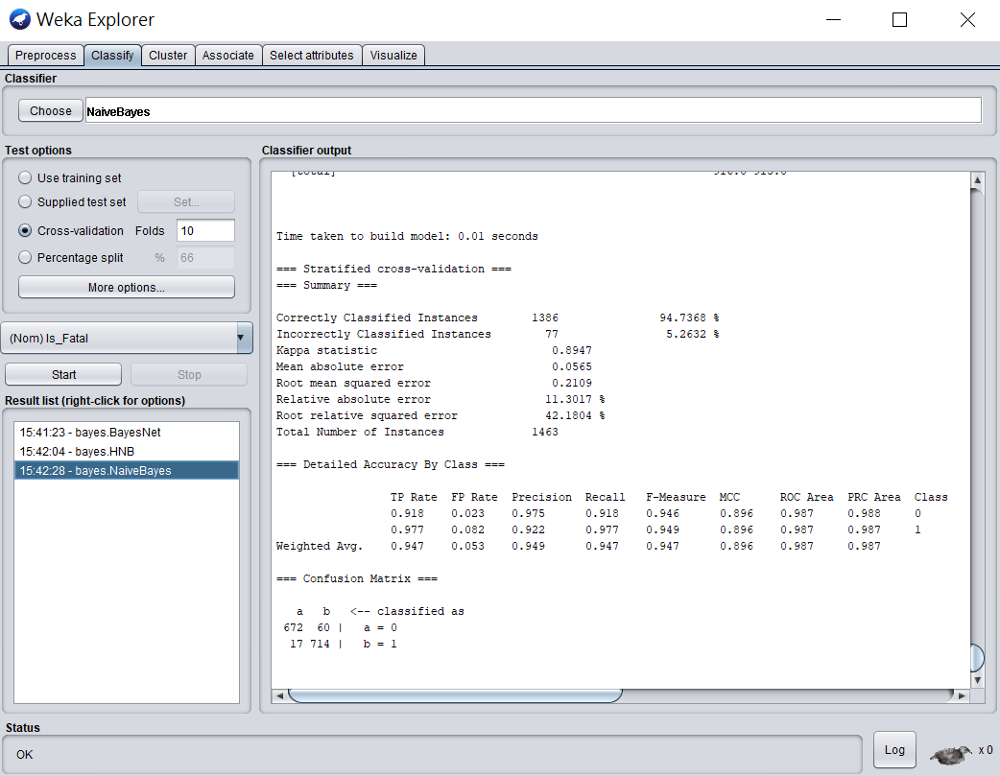 Weka Explorer
Preprocess Classify Cluster Associate Select attributes Visualize
Classifier
Choose NaiveBayes
Test options
Use training set
Supplied test set Set...
Cross-validation Folds 10
Percentage split % 66
More options...
(Nom) Is_Fatal
Start Stop
Result list (right-click for options)
15:41:23 - bayes.BayesNet
15:42:04 - bayes.HNB
15:42:28 - bayes.NaiveBayes
Classifier output
Time taken to build model: 0.01 seconds
=== Stratified cross-validation ===
=== Summary ===
Correctly Classified Instances 1386 94.7368 %
Incorrectly Classified Instances 77 5.2632 %
Kappa statistic 0.8947
Mean absolute error 0.0565
Root mean squared error 0.2109
Relative absolute error 11.3017 %
Root relative squared error 42.1804 %
Total Number of Instances 1463
=== Detailed Accuracy By Class ===
TP Rate FP Rate Precision Recall F-Measure MCC ROC Area PRC Area Class
0.918 0.023 0.975 0.918 0.946 0.896 0.987 0.988 0
0.977 0.082 0.922 0.977 0.949 0.896 0.987 0.987 1
Weighted Avg. 0.947 0.053 0.949 0.947 0.947 0.896 0.987 0.987
=== Confusion Matrix ===
a b <-- classified as
672 60 | a = 0
17 714 | b = 1
Status
OK
Log x 0